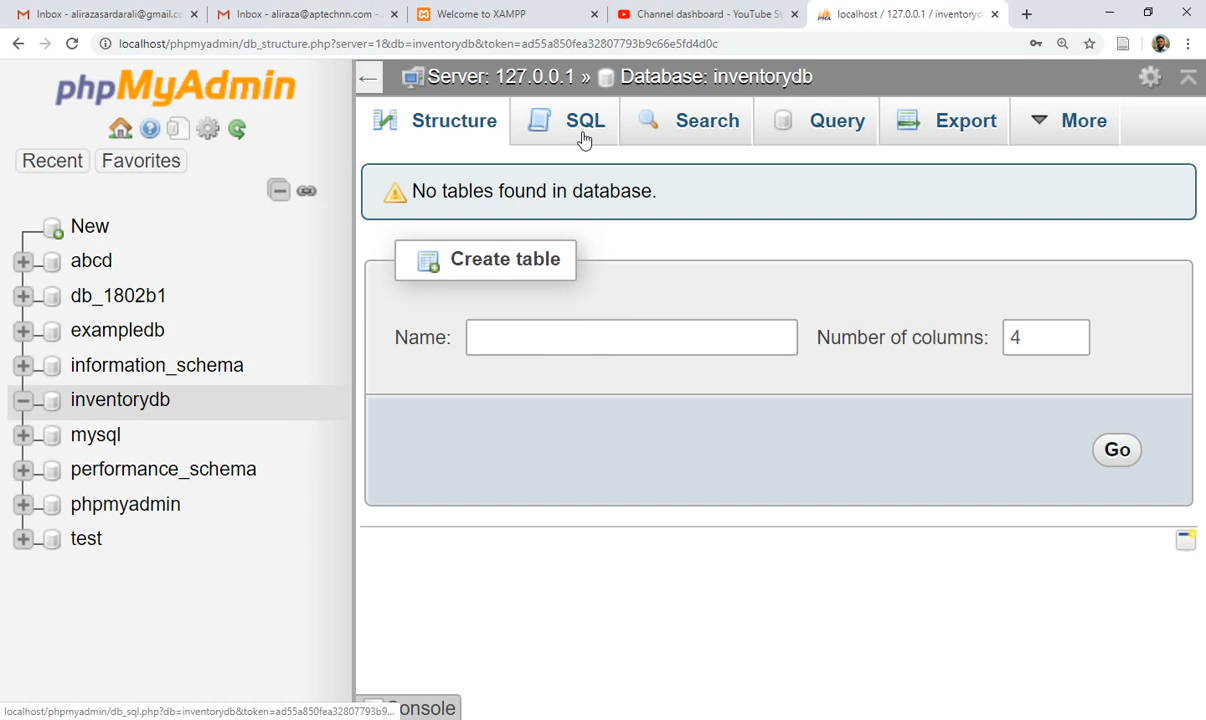 Inbox - alirazasardarali@gmail.co
Inbox - aliraza@aptechnn.com -
Welcome to XAMPP
Channel dashboard - YouTube St
localhost / 127.0.0.1 / inventoryd
localhost/phpmyadmin/db_structure.php?server=1&db=inventorydb&token=ad55a850fea32807793b9c66e5fd4d0c
phpMyAdmin
Recent
Favorites
New
abcd
db_1802b1
exampledb
information_schema
inventorydb
mysql
performance_schema
phpmyadmin
test
Server: 127.0.0.1 » Database: inventorydb
Structure
SQL
Search
Query
Export
More
No tables found in database.
Create table
Name:
Number of columns: 4
Go
Console
localhost/phpmyadmin/db_sql.php?db=inventorydb&token=ad55a850fea32807793b9...